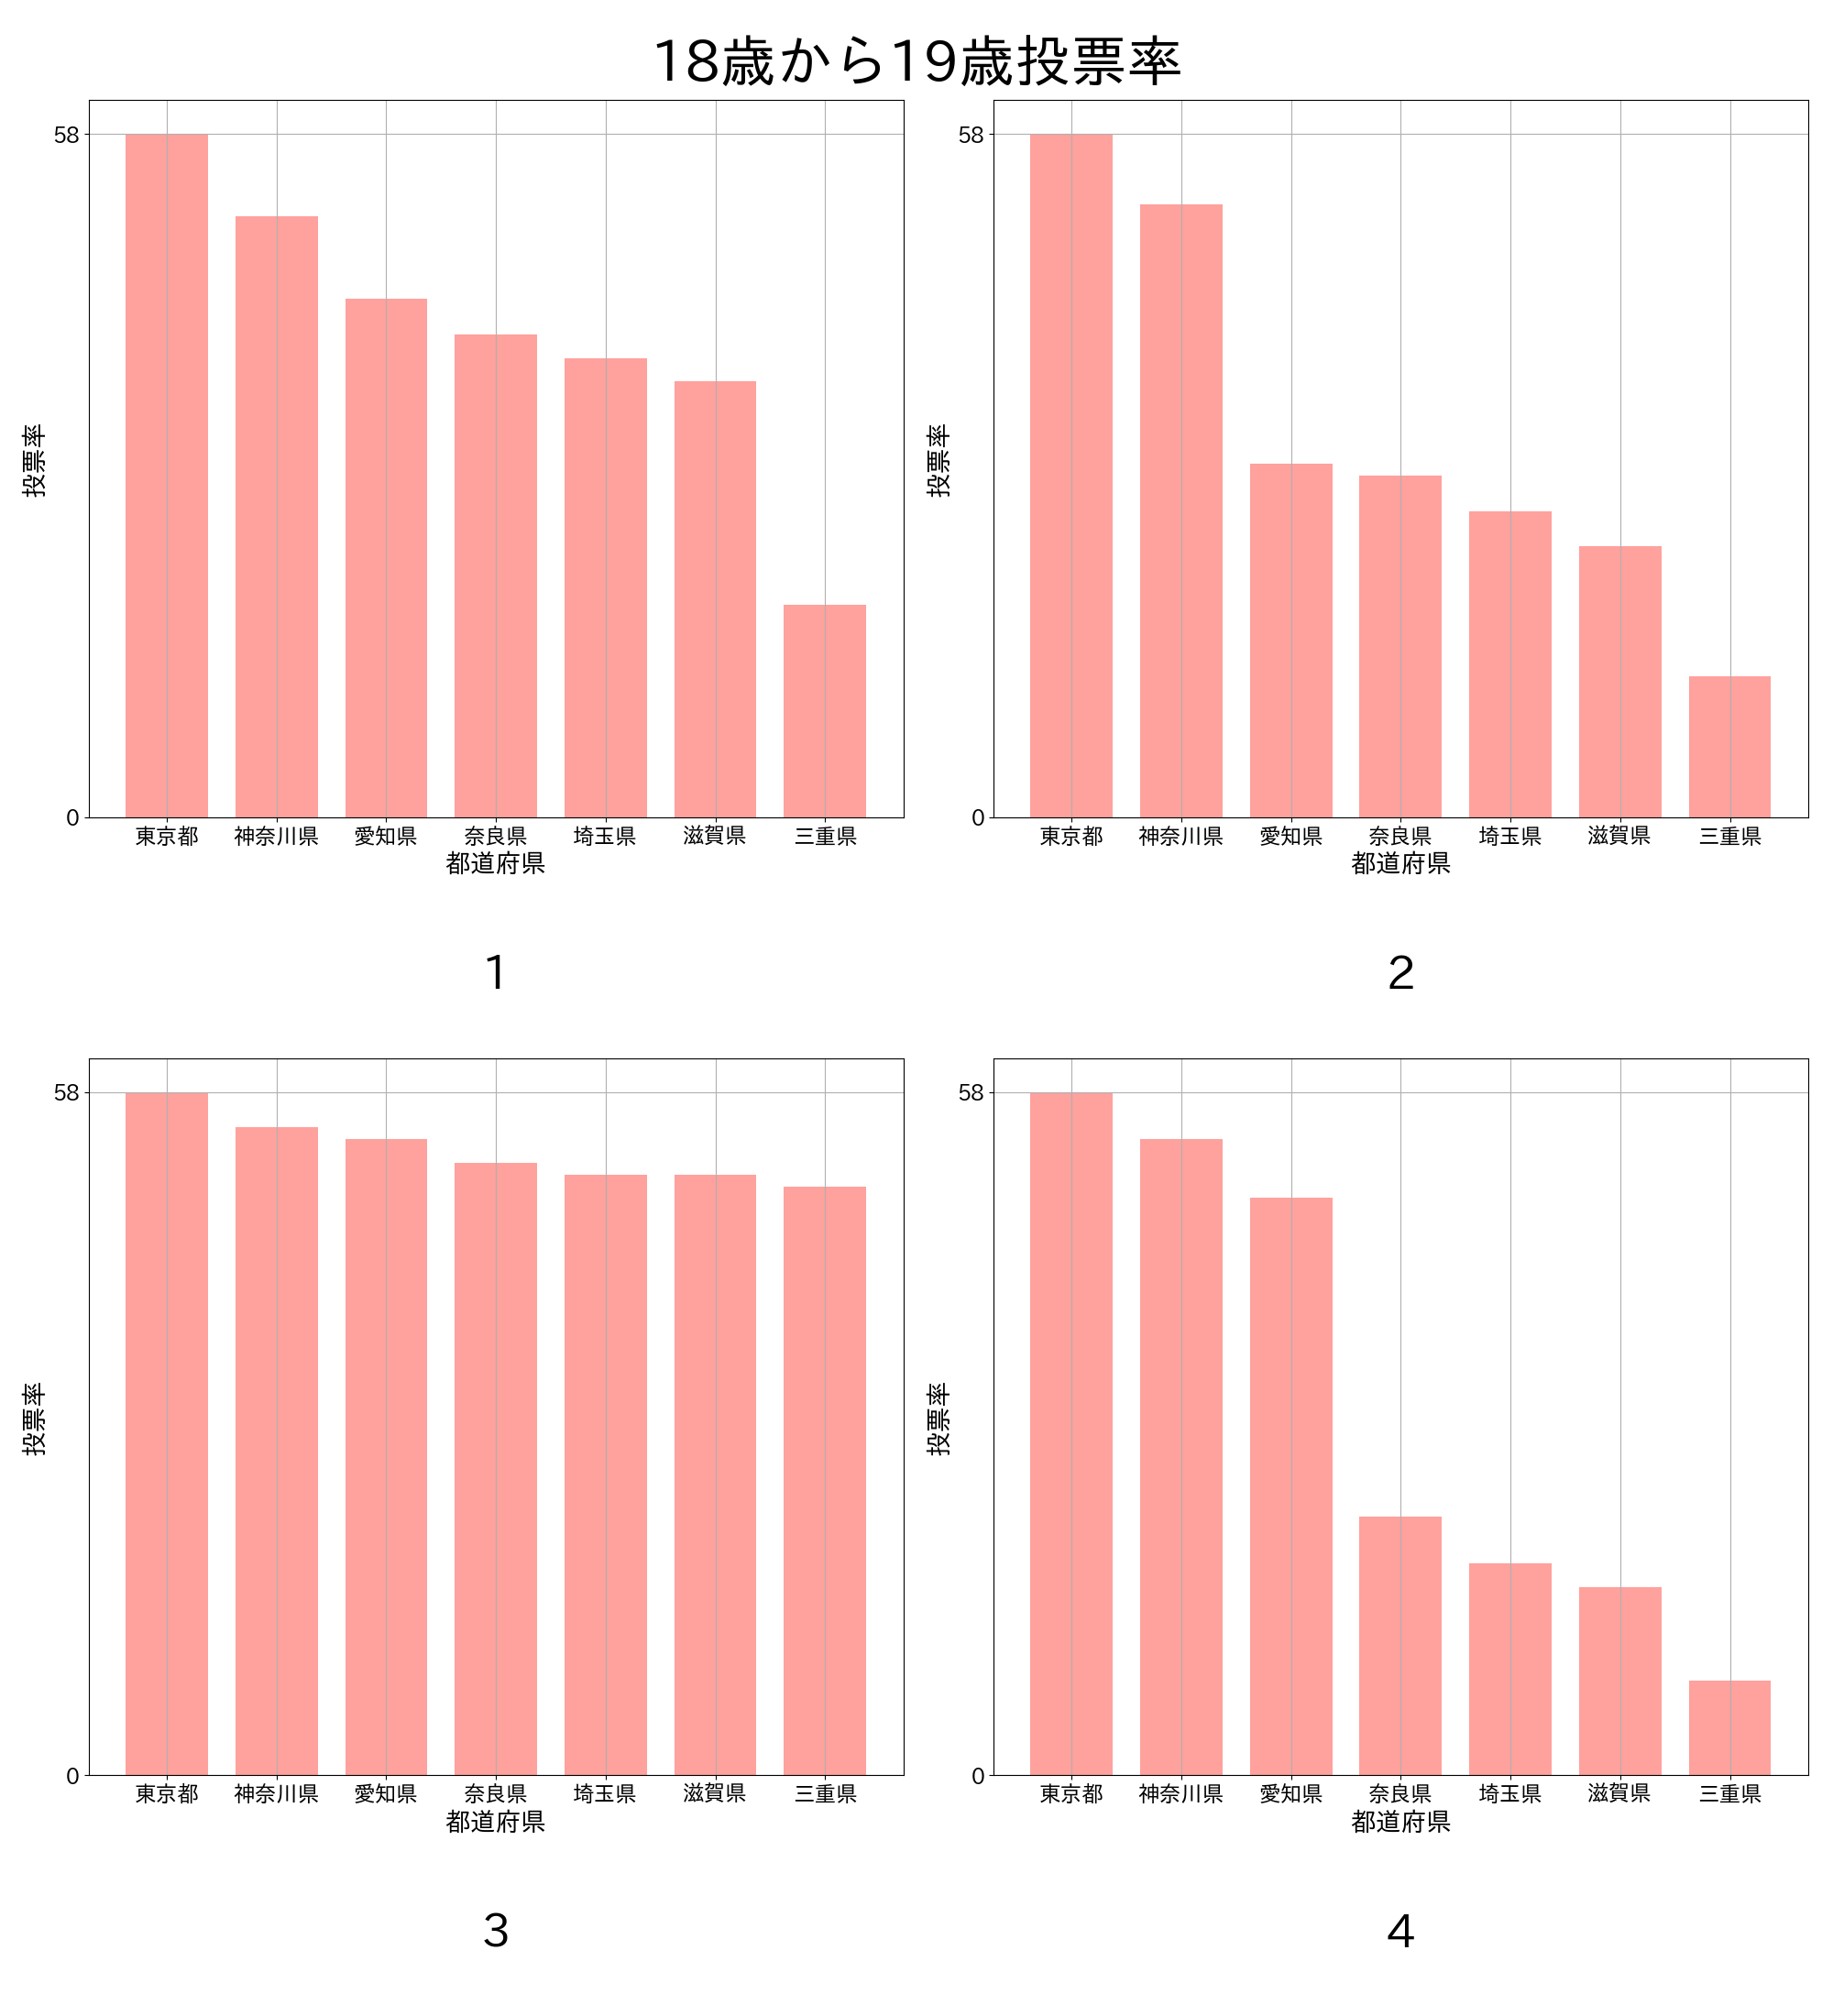 18歳から19歳投票率
58
0
投票率
東京都 神奈川県 愛知県 奈良県 埼玉県 滋賀県 三重県
都道府県
1
58
0
投票率
東京都 神奈川県 愛知県 奈良県 埼玉県 滋賀県 三重県
都道府県
2
58
0
投票率
東京都 神奈川県 愛知県 奈良県 埼玉県 滋賀県 三重県
都道府県
3
58
0
投票率
東京都 神奈川県 愛知県 奈良県 埼玉県 滋賀県 三重県
都道府県
4